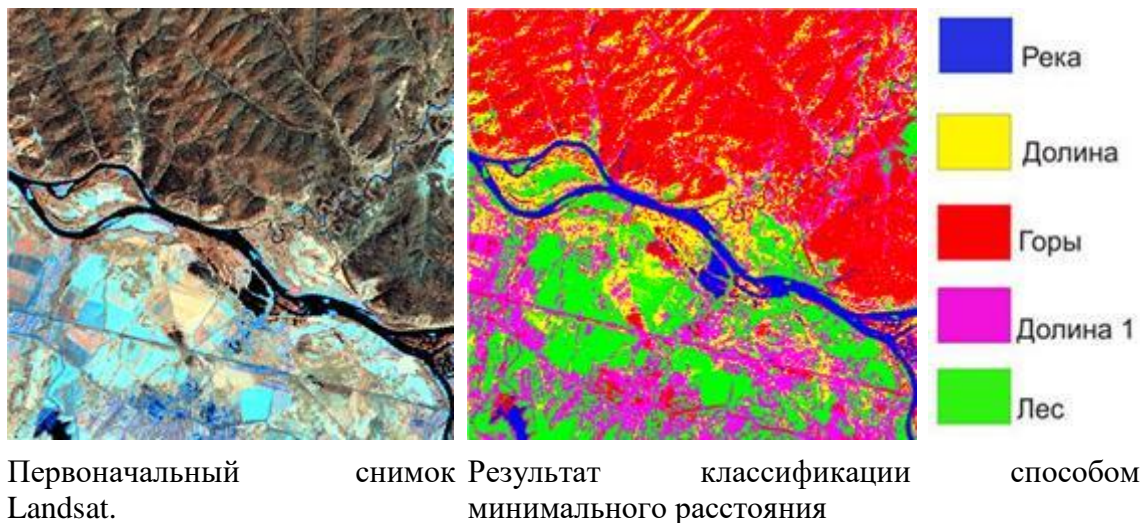 Река
Долина
Горы
Долина 1
Лес
Первоначальный снимок
Landsat.
Результат классификации способом
минимального расстояния